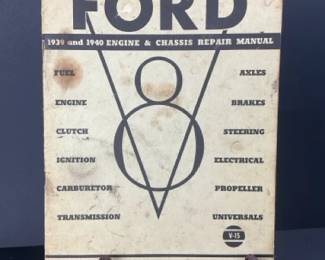 FORD
1939 and 1940 ENGINE & CHASSIS REPAIR MANUAL
FUEL AXLES
ENGINE 8 BRAKES
CLUTCH STEERING
IGNITION ELECTRICAL
CARBURETOR PROPELLER
TRANSMISSION UNIVERSALS
V-15